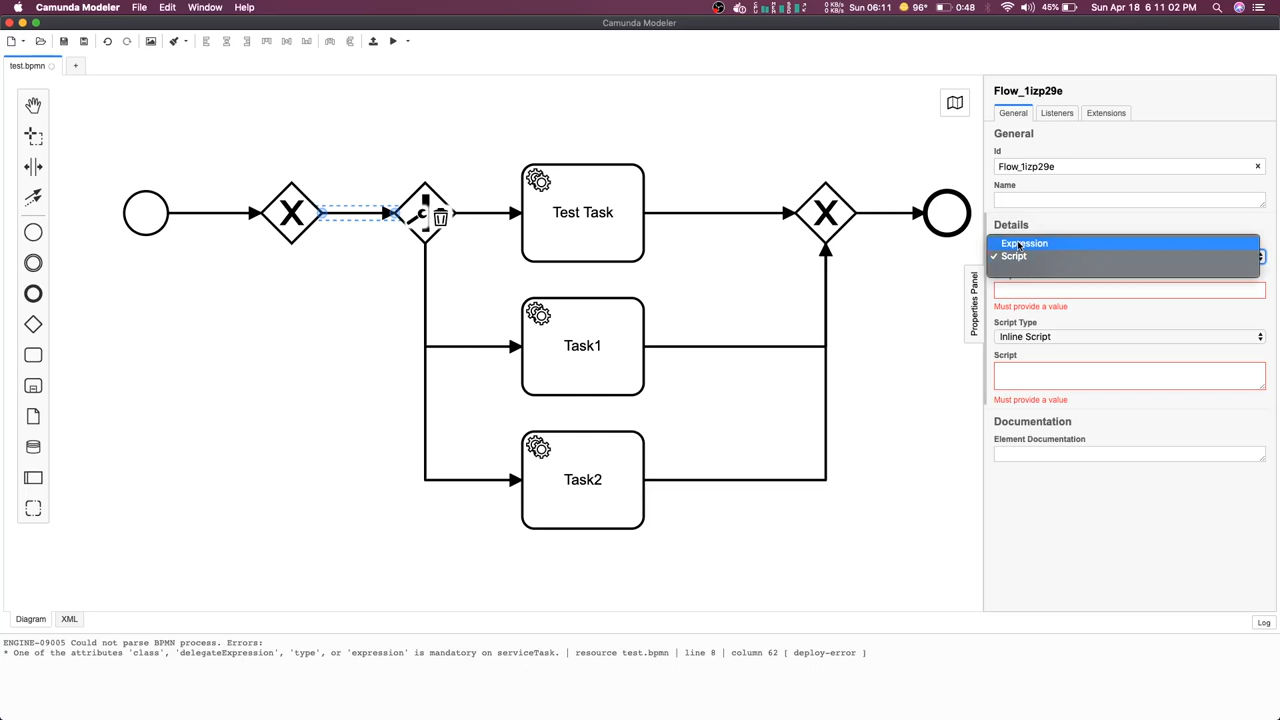 Camunda Modeler File Edit Window Help
0 KB/s
0 KB/s
Sun 06:11 96° 0:48 45% Sun Apr 18 6 11 02 PM
Camunda Modeler
test.bpmn
+
Flow_1izp29e
General Listeners Extensions
General
Id
Flow_1izp29e ×
Name
Details
Expression
✓ Script
Must provide a value
Script Type
Inline Script
Script
Must provide a value
Documentation
Element Documentation
Properties Panel
Test Task
Task1
Task2
Diagram XML
Log
ENGINE-09005 Could not parse BPMN process. Errors:
* One of the attributes 'class', 'delegateExpression', 'type', or 'expression' is mandatory on serviceTask. | resource test.bpmn | line 8 | column 62 [ deploy-error ]